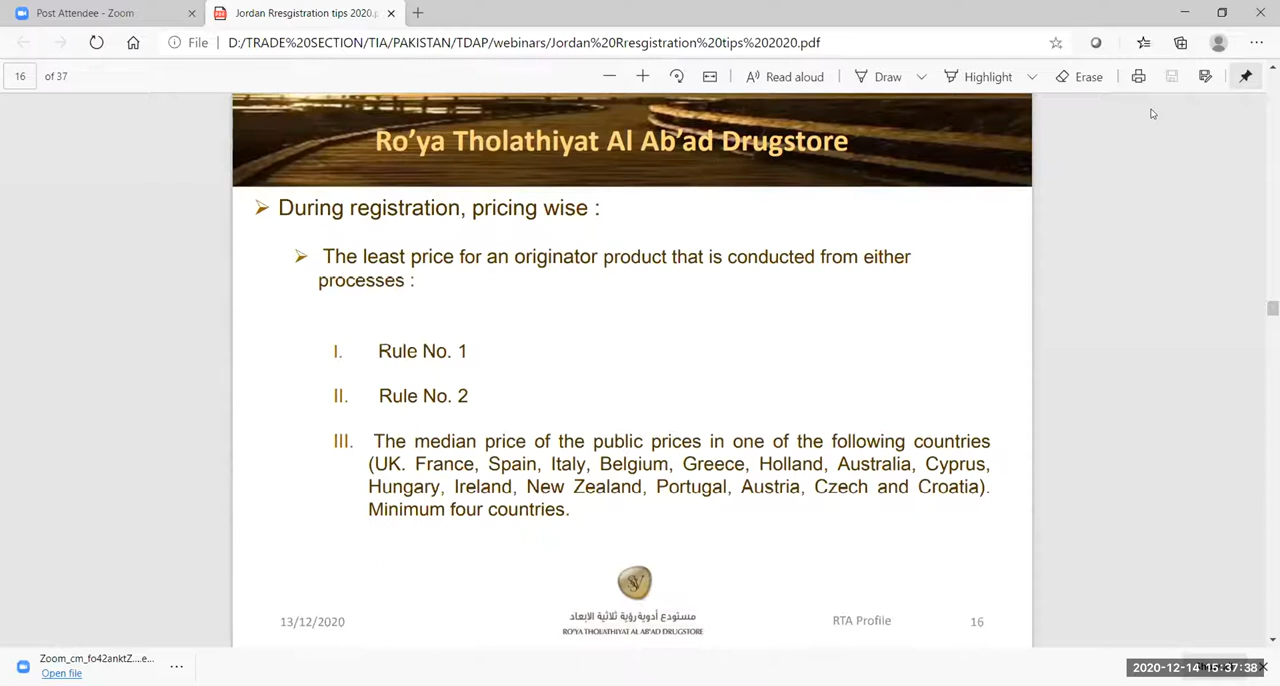 Post Attendee - Zoom
Jordan Rresgistration tips 2020.p
File
D:/TRADE%20SECTION/TIA/PAKISTAN/TDAP/webinars/Jordan%20Rresgistration%20tips%202020.pdf
16 of 37
Read aloud
Draw
Highlight
Erase
Ro'ya Tholathiyat Al Ab'ad Drugstore
➢ During registration, pricing wise :
➢ The least price for an originator product that is conducted from either
processes :
I. Rule No. 1
II. Rule No. 2
III. The median price of the public prices in one of the following countries
(UK. France, Spain, Italy, Belgium, Greece, Holland, Australia, Cyprus,
Hungary, Ireland, New Zealand, Portugal, Austria, Czech and Croatia).
Minimum four countries.
مستودع أدوية رؤية ثلاثية الابعاد
RO'YA THOLATHIYAT AL AB'AD DRUGSTORE
13/12/2020
RTA Profile
16
Zoom_cm_fo42anktZ....e...
Open file
2020-12-14 15:37:38